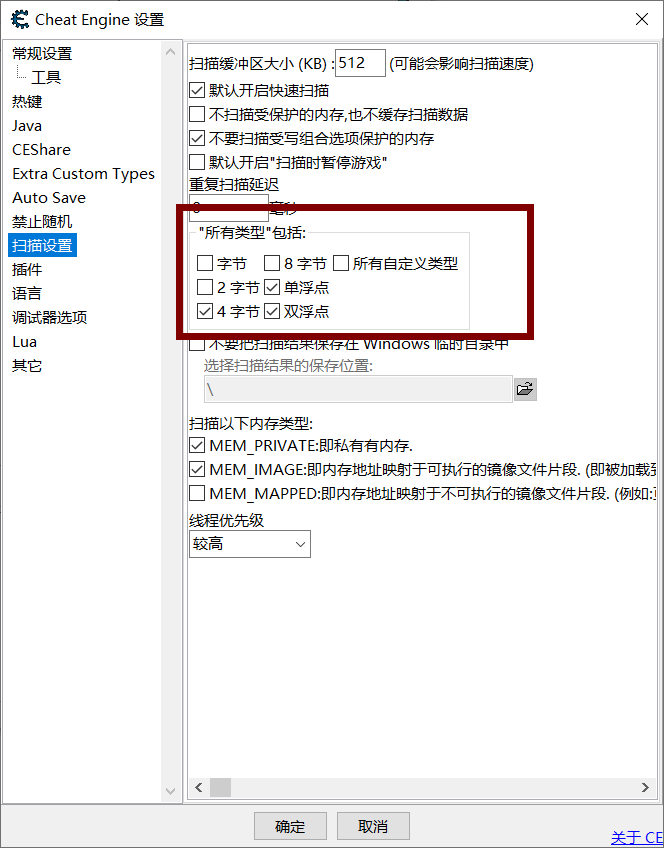 Cheat Engine 设置
常规设置
工具
热键
Java
CEShare
Extra Custom Types
Auto Save
禁止随机
扫描设置
插件
语言
调试器选项
Lua
其它
扫描缓冲区大小 (KB) : 512 (可能会影响扫描速度)
默认开启快速扫描
不扫描受保护的内存,也不缓存扫描数据
不要扫描受写组合选项保护的内存
默认开启"扫描时暂停游戏"
重复扫描延迟
毫秒
"所有类型"包括:
字节 8 字节 所有自定义类型
2 字节 单浮点
4 字节 双浮点
不要把扫描结果保存在 Windows 临时目录中
选择扫描结果的保存位置:
\
扫描以下内存类型:
MEM_PRIVATE:即私有有内存.
MEM_IMAGE:即内存地址映射于可执行的镜像文件片段. (即被加载到
MEM_MAPPED:即内存地址映射于不可执行的镜像文件片段. (例如:
线程优先级
较高
确定 取消
关于 CE